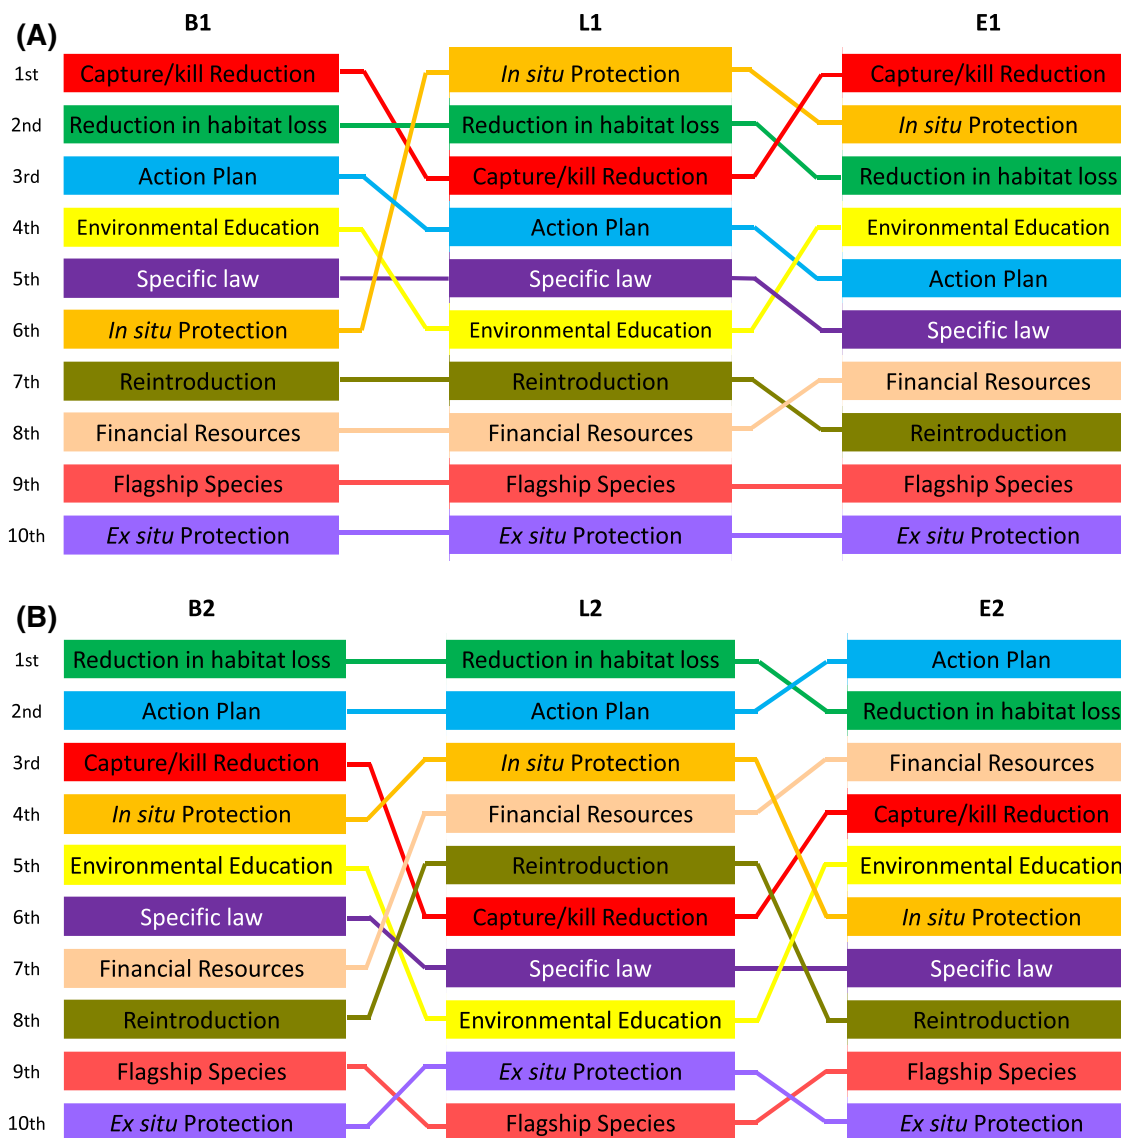 (A)
B1 L1 E1
1st Capture/kill Reduction In situ Protection Capture/kill Reduction
2nd Reduction in habitat loss Reduction in habitat loss In situ Protection
3rd Action Plan Capture/kill Reduction Reduction in habitat loss
4th Environmental Education Action Plan Environmental Education
5th Specific law Specific law Action Plan
6th In situ Protection Environmental Education Specific law
7th Reintroduction Reintroduction Financial Resources
8th Financial Resources Financial Resources Reintroduction
9th Flagship Species Flagship Species Flagship Species
10th Ex situ Protection Ex situ Protection Ex situ Protection
(B)
B2 L2 E2
1st Reduction in habitat loss Reduction in habitat loss Action Plan
2nd Action Plan Action Plan Reduction in habitat loss
3rd Capture/kill Reduction In situ Protection Financial Resources
4th In situ Protection Financial Resources Capture/kill Reduction
5th Environmental Education Reintroduction Environmental Education
6th Specific law Capture/kill Reduction In situ Protection
7th Financial Resources Specific law Specific law
8th Reintroduction Environmental Education Reintroduction
9th Flagship Species Ex situ Protection Flagship Species
10th Ex situ Protection Flagship Species Ex situ Protection